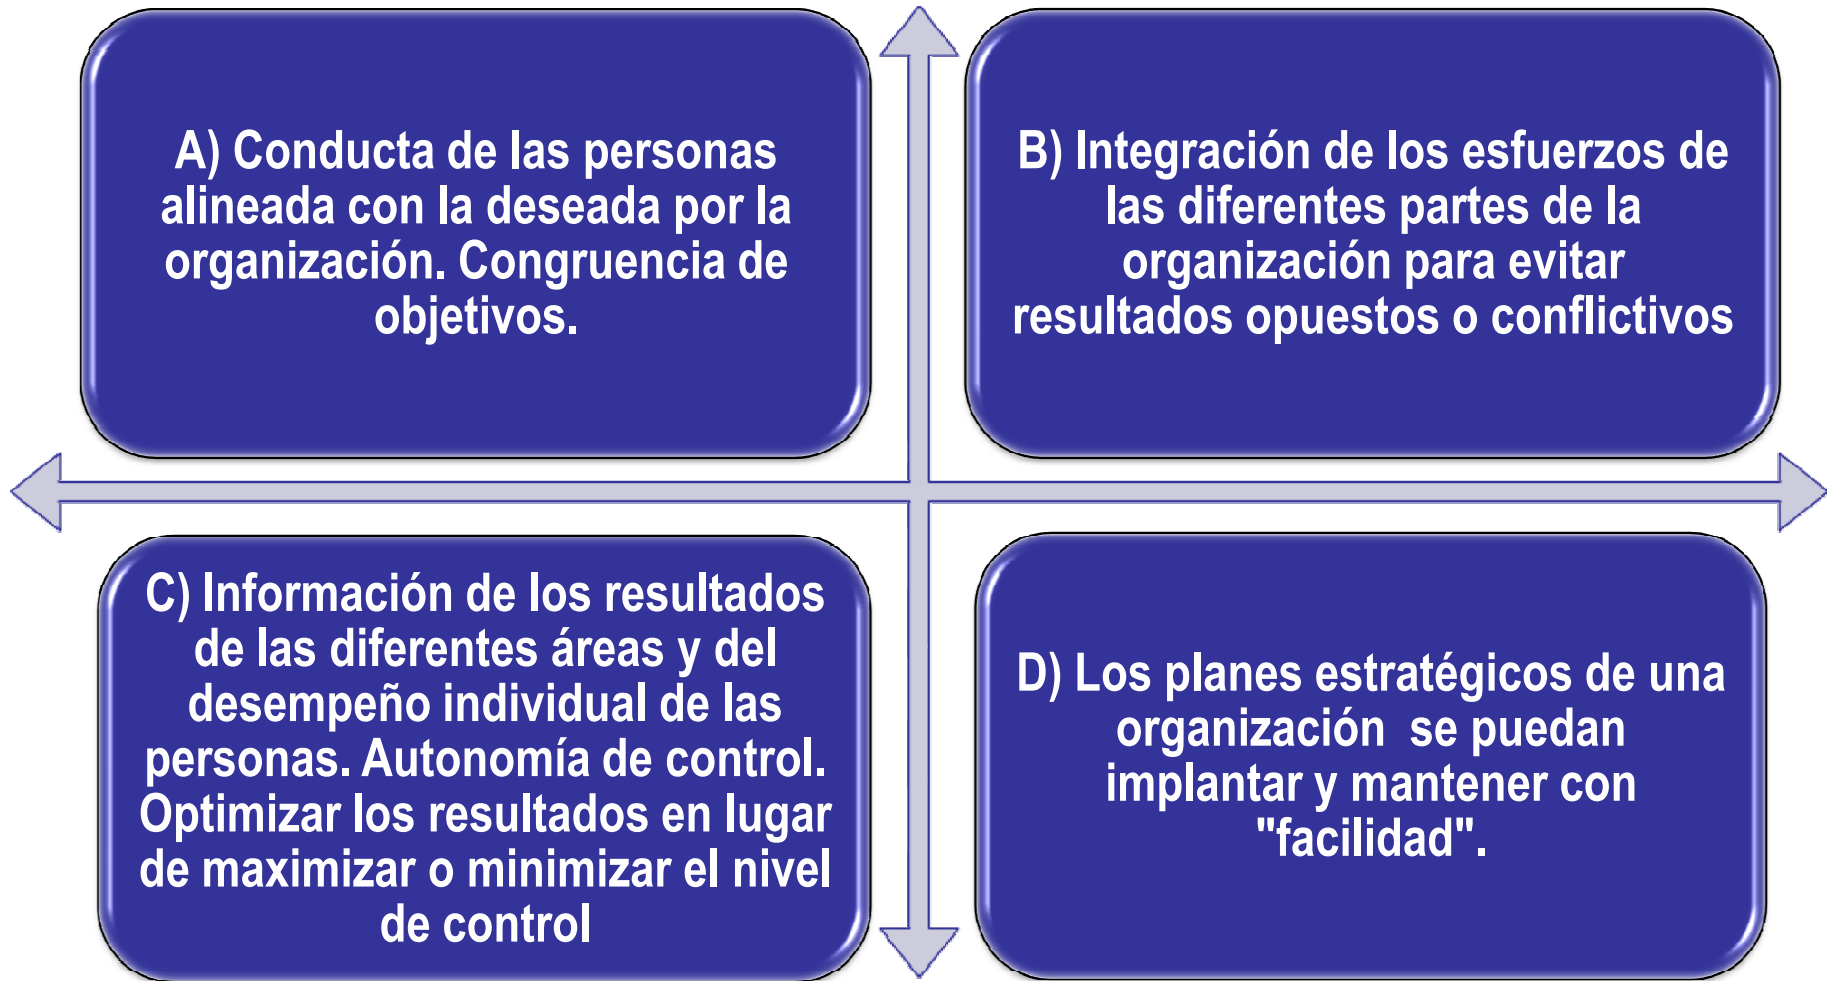 A) Conducta de las personas
alineada con la deseada por la
organización. Congruencia de
objetivos.
B) Integración de los esfuerzos de
las diferentes partes de la
organización para evitar
resultados opuestos o conflictivos
C) Información de los resultados
de las diferentes áreas y del
desempeño individual de las
personas. Autonomía de control.
Optimizar los resultados en lugar
de maximizar o minimizar el nivel
de control
D) Los planes estratégicos de una
organización  se puedan
implantar y mantener con
"facilidad".